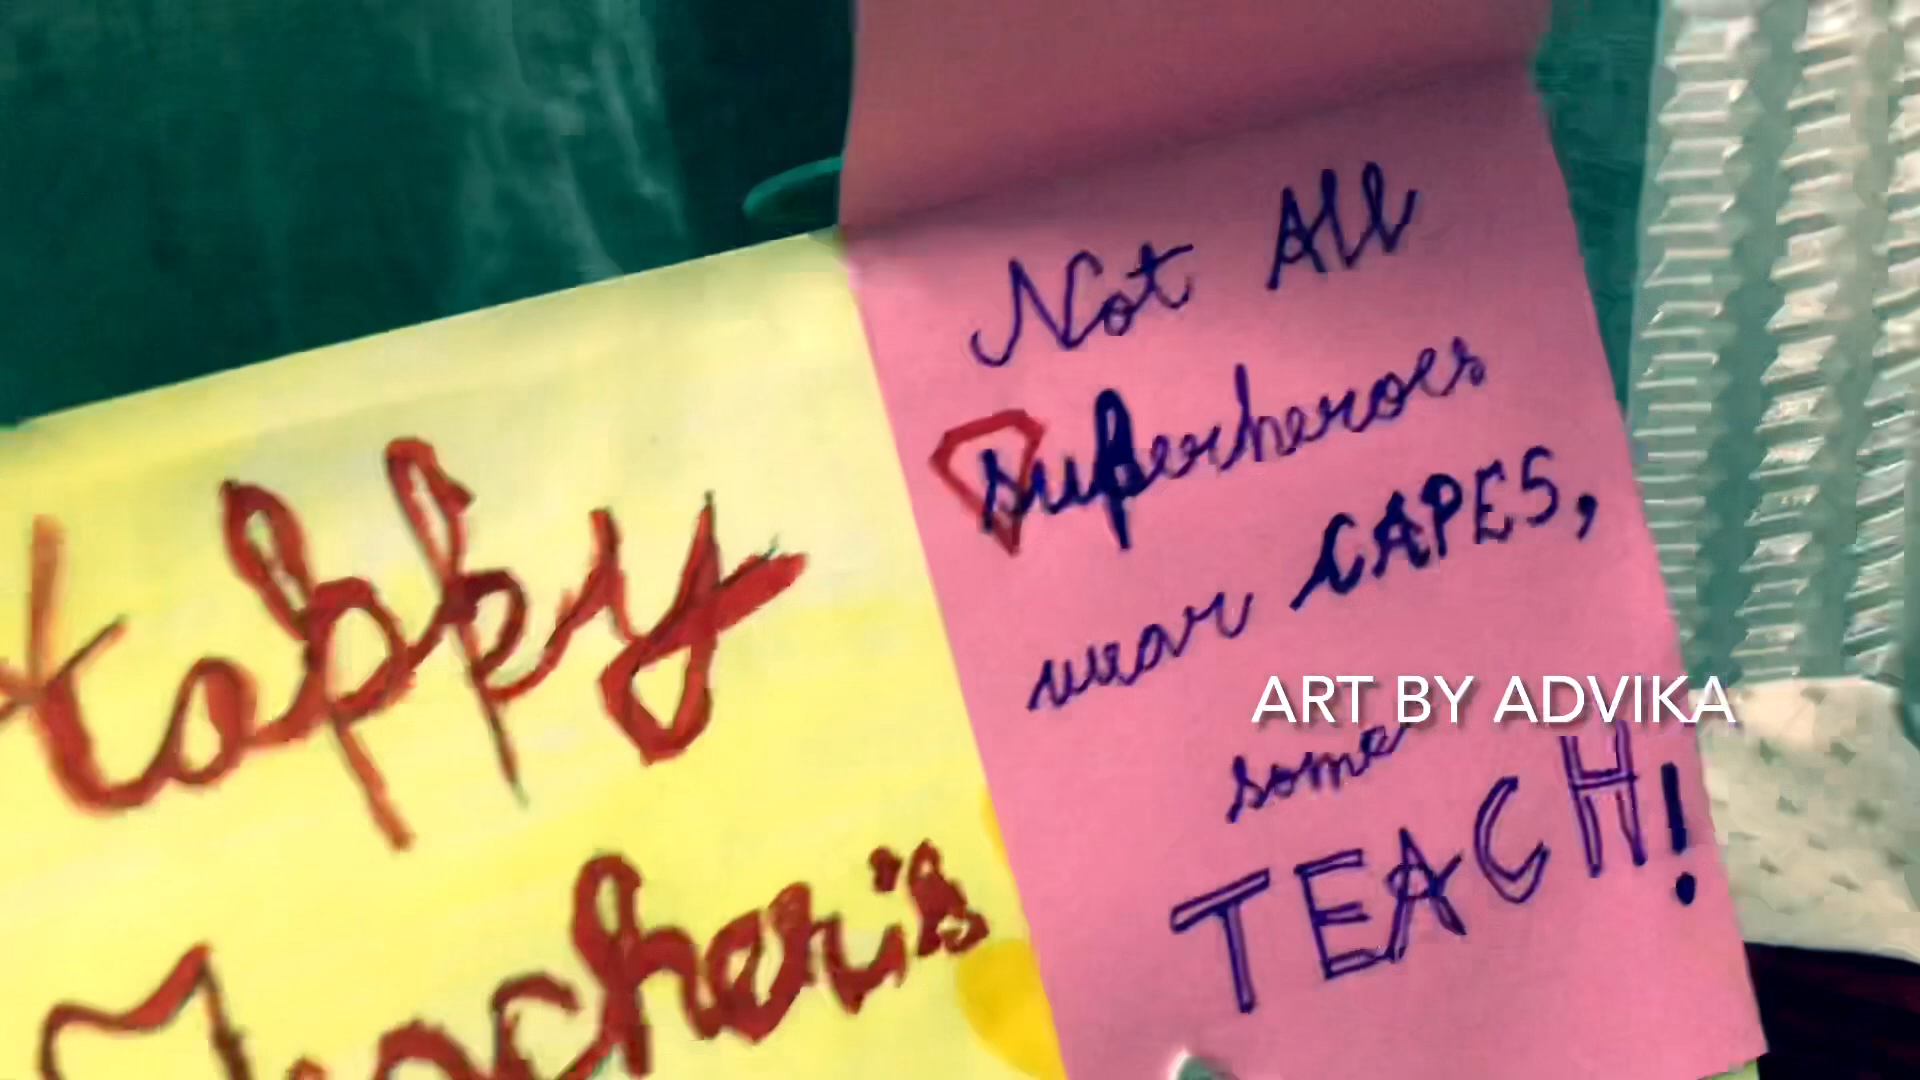 Happy
Teacher's
Not All
superheroes
wear CAPES,
some
TEACH!
ART BY ADVIKA